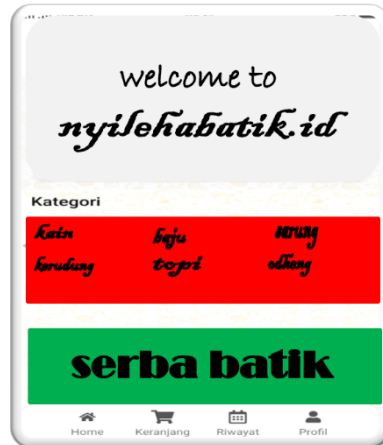 welcome to
nyilehabatik.id
Kategori
kain baju sarung
kerudung topi odheng
serba batik
Home Keranjang Riwayat Profil